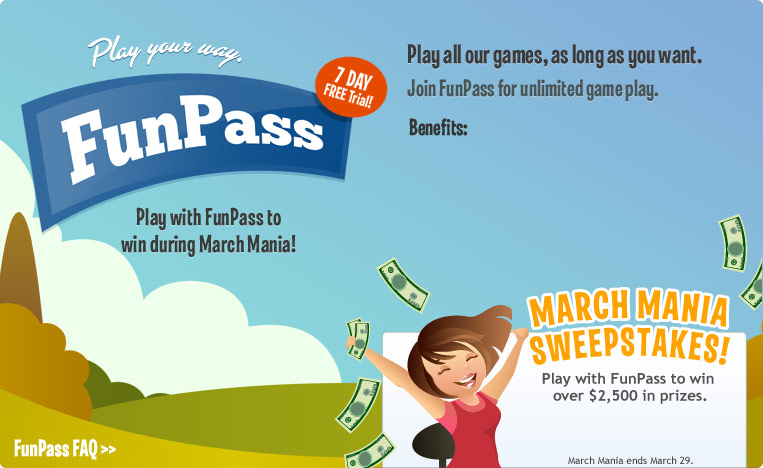 Play your way.
7 DAY
FREE Trial!
FunPass
Play with FunPass to
win during March Mania!
Play all our games, as long as you want.
Join FunPass for unlimited game play.
Benefits:
MARCH MANIA
SWEEPSTAKES!
Play with FunPass to win
over $2,500 in prizes.
March Mania ends March 29.
FunPass FAQ >>